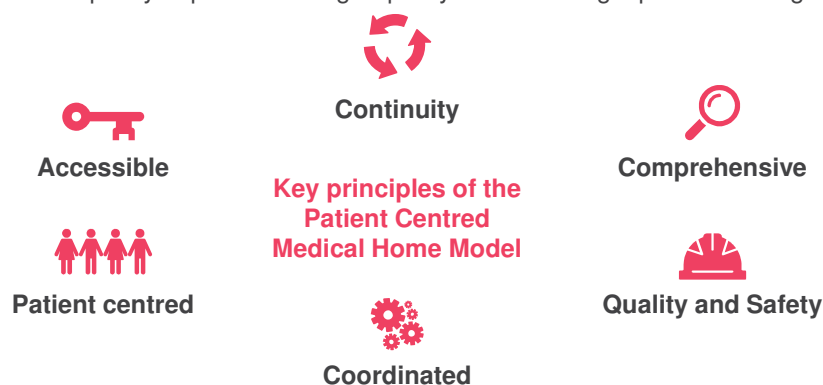 Continuity
Accessible
Comprehensive
Key principles of the
Patient Centred
Medical Home Model
Patient centred
Quality and Safety
Coordinated